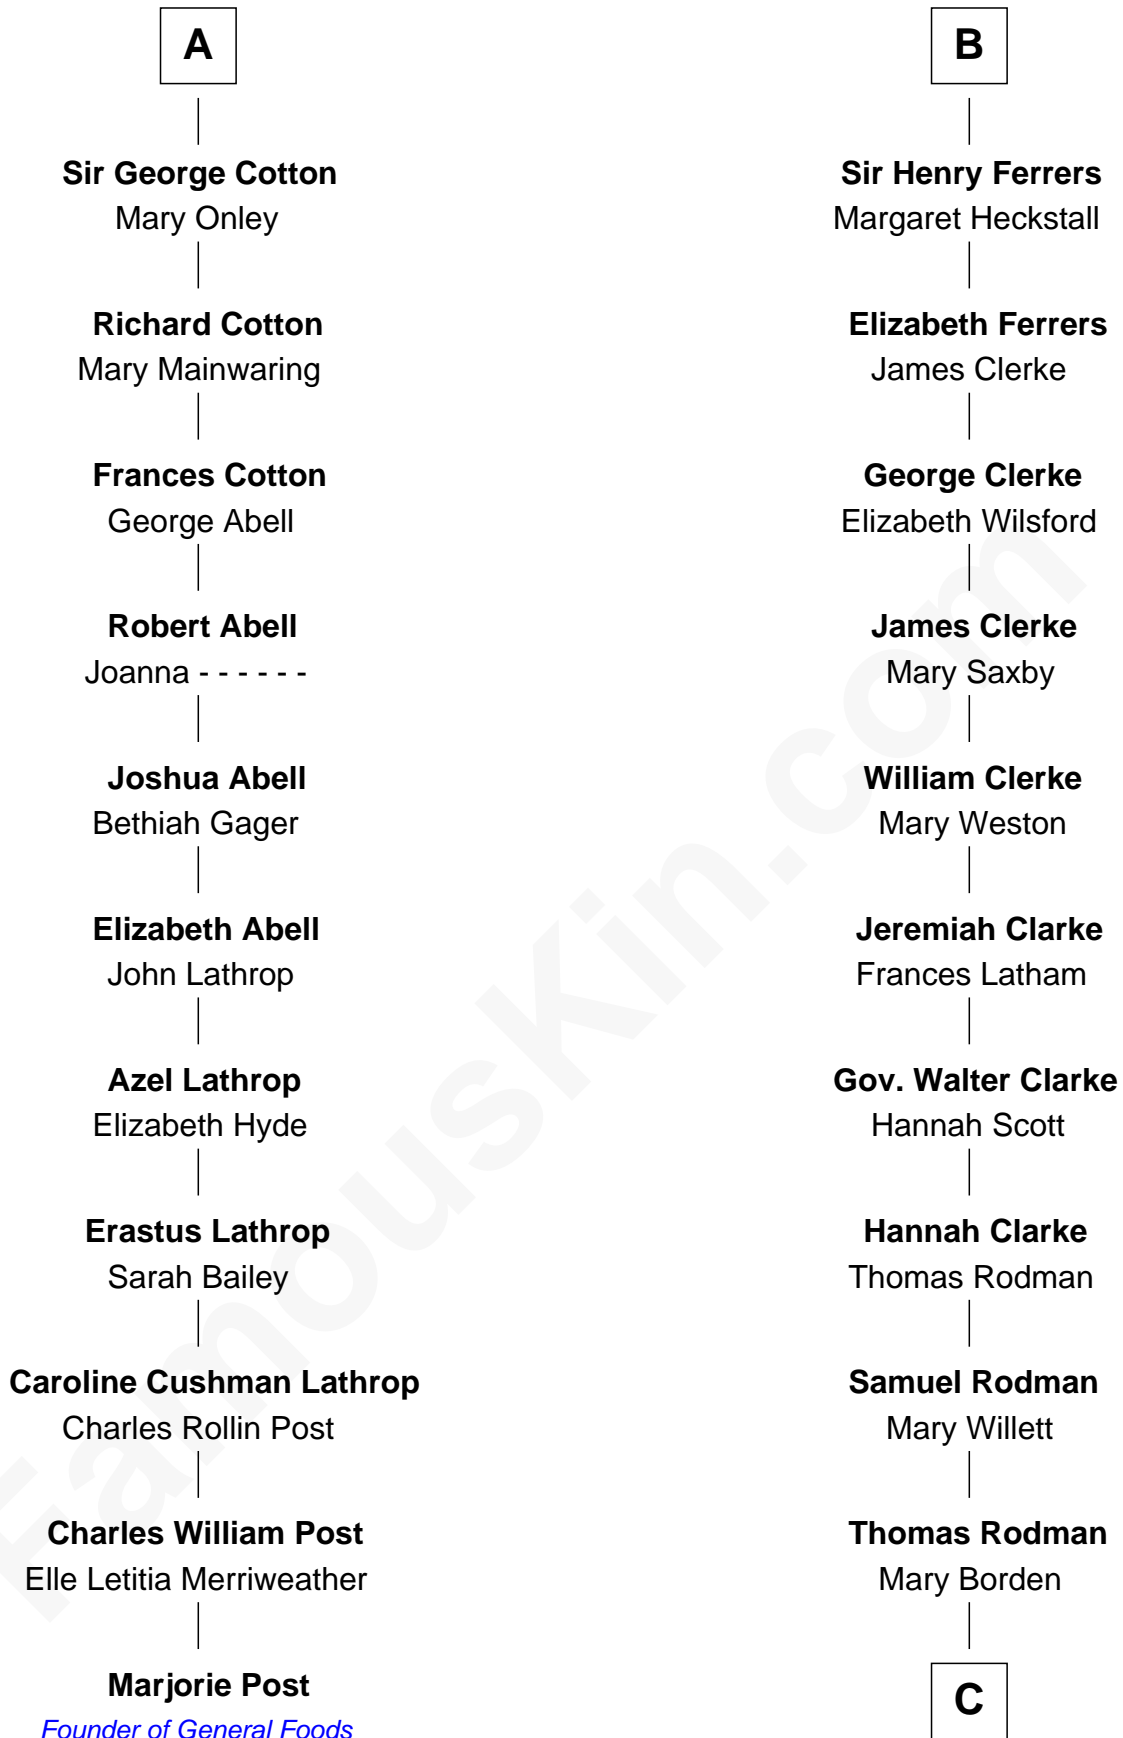 A
Sir George Cotton
Mary Onley
Richard Cotton
Mary Mainwaring
Frances Cotton
George Abell
Robert Abell
Joanna - - - - - -
Joshua Abell
Bethiah Gager
Elizabeth Abell
John Lathrop
Azel Lathrop
Elizabeth Hyde
Erastus Lathrop
Sarah Bailey
Caroline Cushman Lathrop
Charles Rollin Post
Charles William Post
Elle Letitia Merriweather
Marjorie Post
Founder of General Foods
B
Sir Henry Ferrers
Margaret Heckstall
Elizabeth Ferrers
James Clerke
George Clerke
Elizabeth Wilsford
James Clerke
Mary Saxby
William Clerke
Mary Weston
Jeremiah Clarke
Frances Latham
Gov. Walter Clarke
Hannah Scott
Hannah Clarke
Thomas Rodman
Samuel Rodman
Mary Willett
Thomas Rodman
Mary Borden
C
FamousKin.com